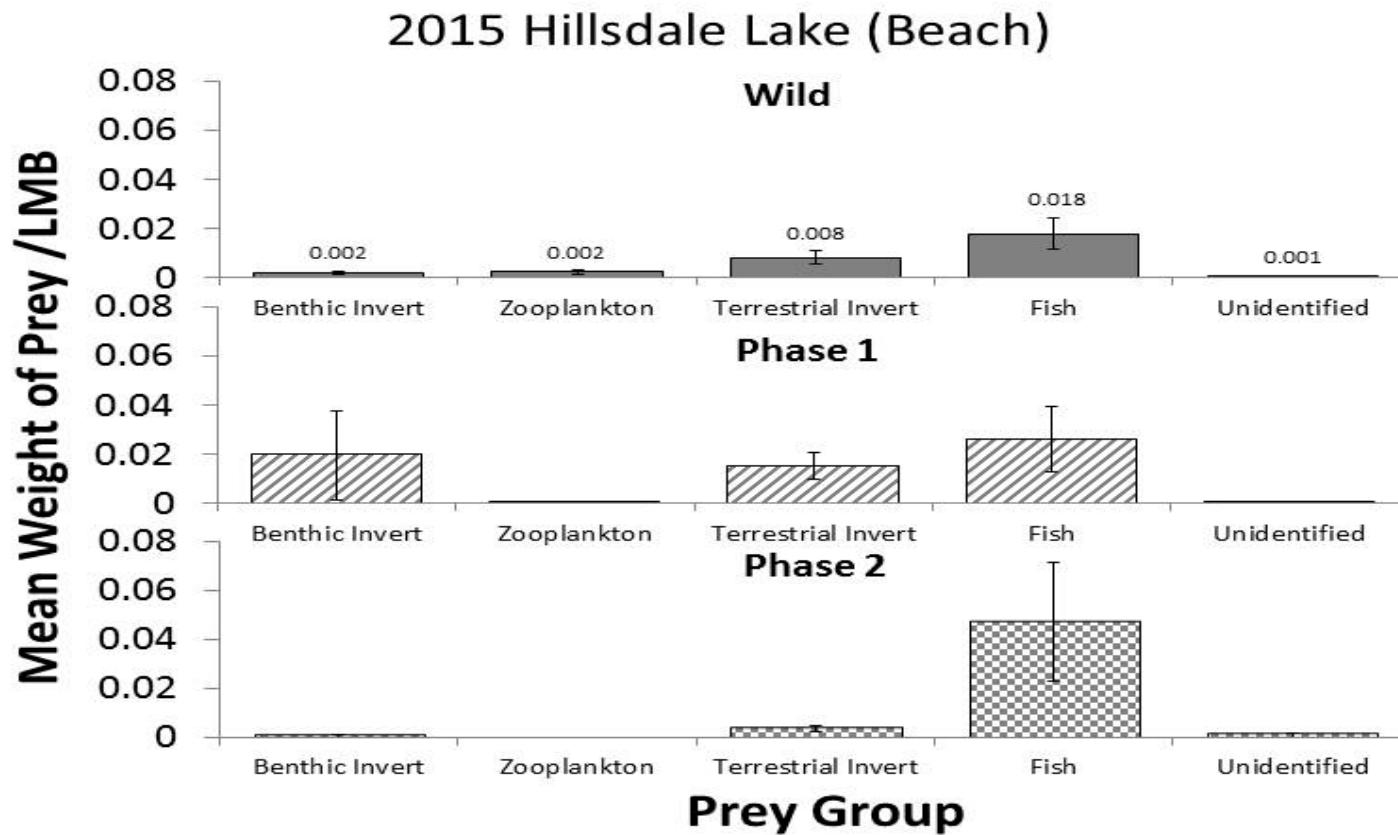 2015 Hillsdale Lake (Beach)
Mean Weight of Prey /LMB
Wild
0.08
0.06
0.04
0.02
0
0.002
0.002
0.008
0.018
0.001
Benthic Invert Zooplankton Terrestrial Invert Fish Unidentified
Phase 1
0.08
0.06
0.04
0.02
0
Benthic Invert Zooplankton Terrestrial Invert Fish Unidentified
Phase 2
0.08
0.06
0.04
0.02
0
Benthic Invert Zooplankton Terrestrial Invert Fish Unidentified
Prey Group